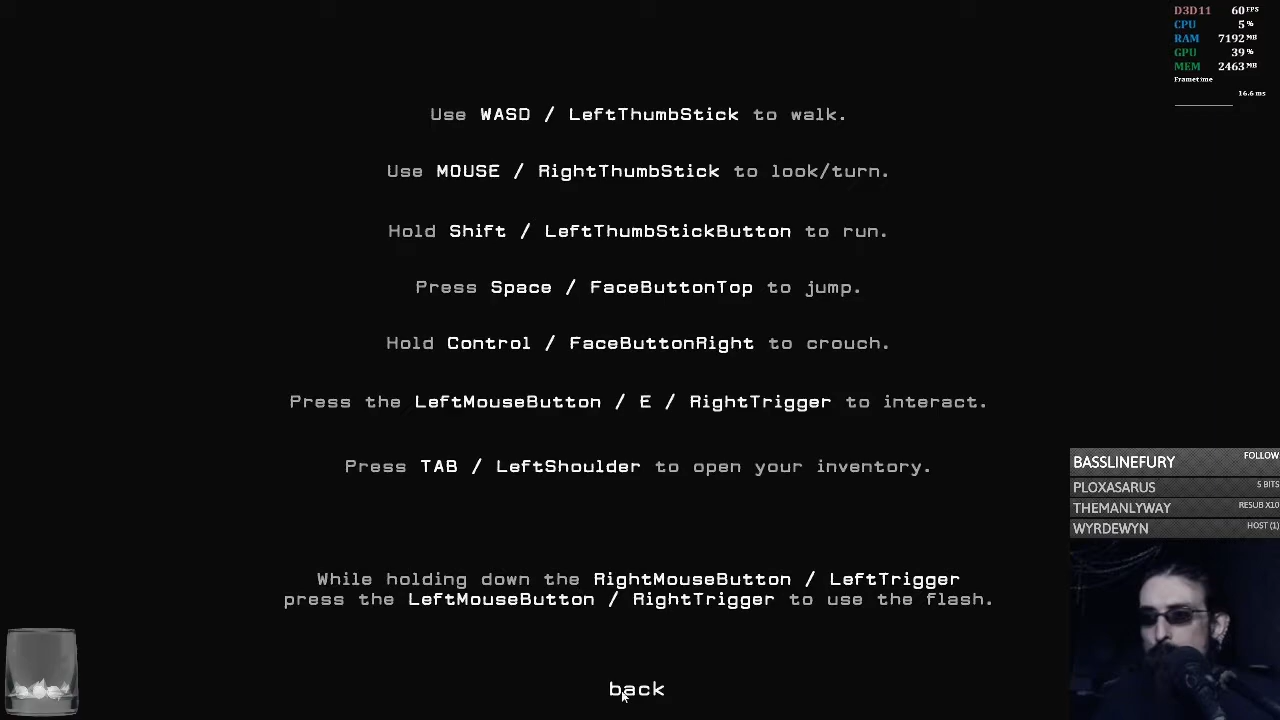 D3D11 60 FPS
CPU 5 %
RAM 7192 MB
GPU 39 %
MEM 2463 MB
Frametime
16.6 ms
Use WASD / LeftThumbStick to walk.
Use MOUSE / RightThumbStick to look/turn.
Hold Shift / LeftThumbStickButton to run.
Press Space / FaceButtonTop to jump.
Hold Control / FaceButtonRight to crouch.
Press the LeftMouseButton / E / RightTrigger to interact.
Press TAB / LeftShoulder to open your inventory.
BASSLINEFURY FOLLOW
PLOXASARUS 5 BITS
THEMANLYWAY RESUB X10
WYRDEWYN HOST (1)
While holding down the RightMouseButton / LeftTrigger
press the LeftMouseButton / RightTrigger to use the flash.
back